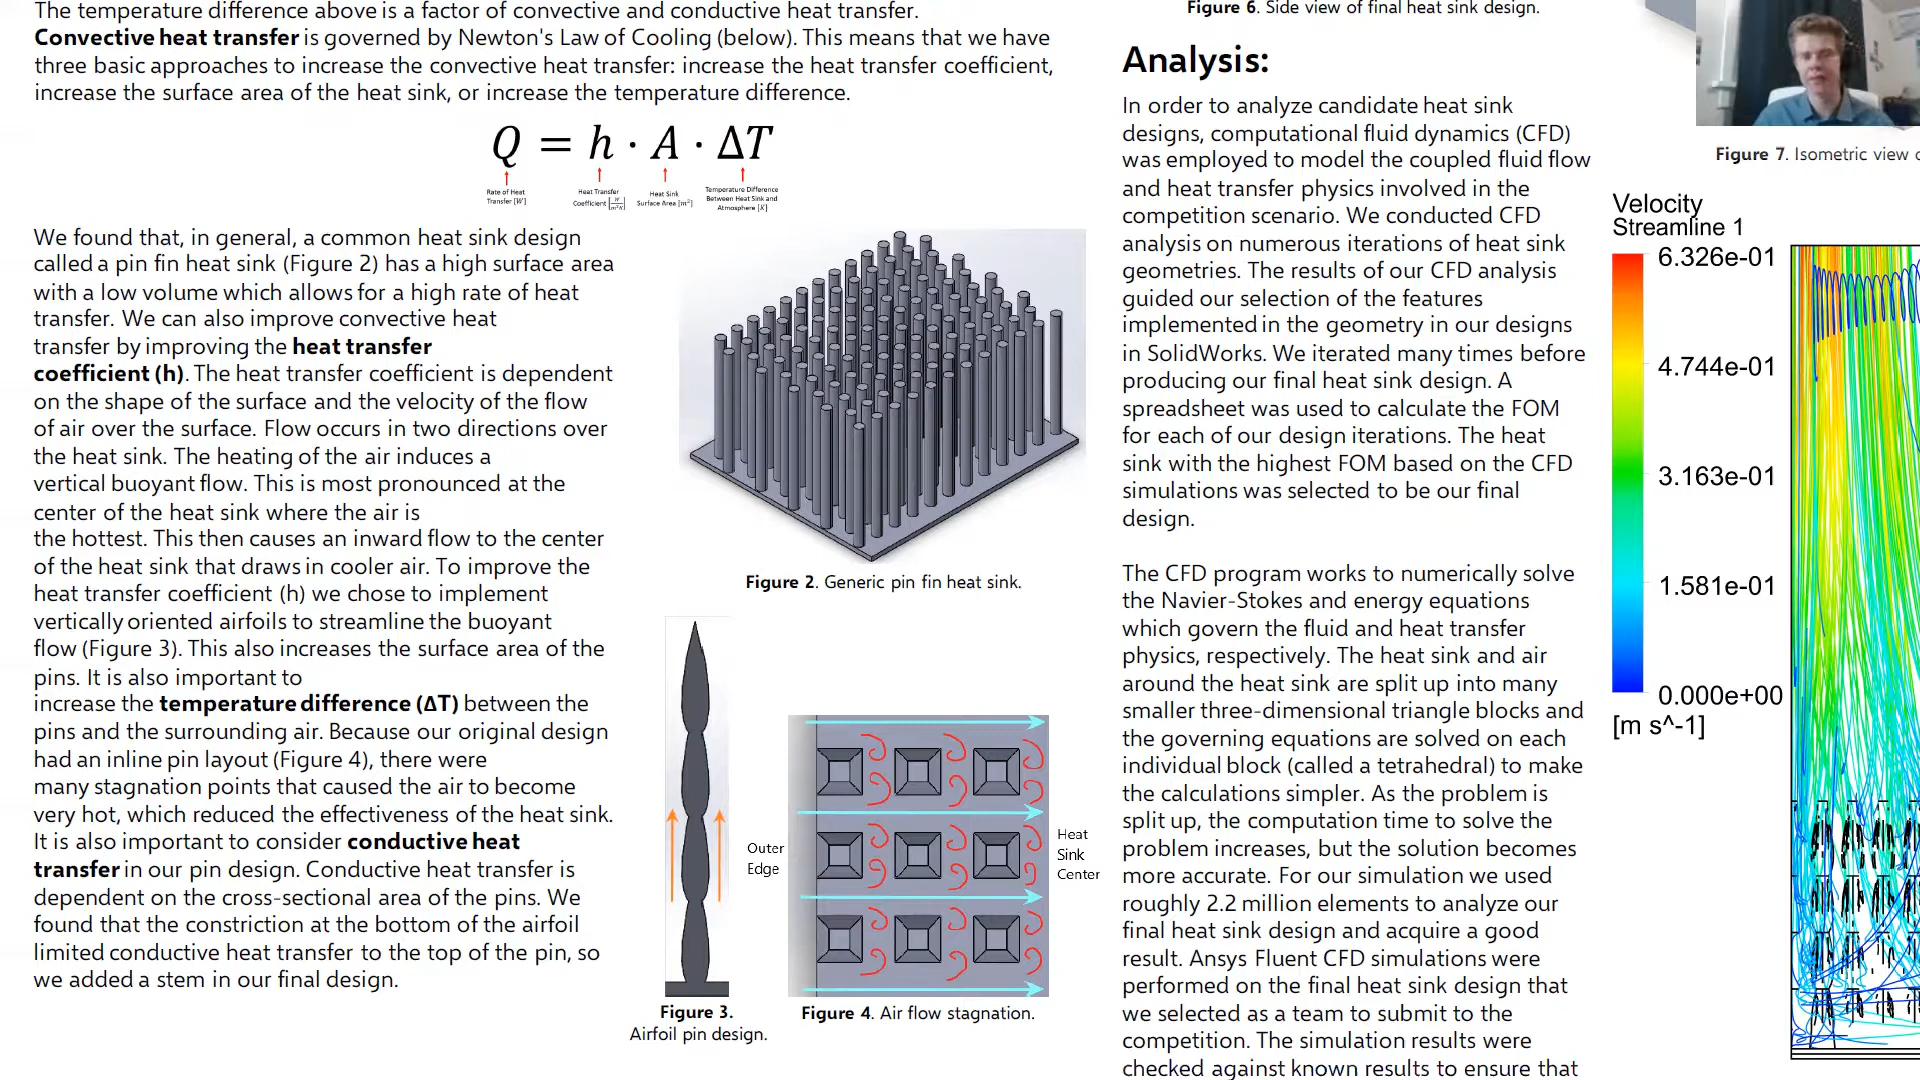 The temperature difference above is a factor of convective and conductive heat transfer.
Convective heat transfer is governed by Newton's Law of Cooling (below). This means that we have
three basic approaches to increase the convective heat transfer: increase the heat transfer coefficient,
increase the surface area of the heat sink, or increase the temperature difference.
Q = h · A · ΔT
Rate of Heat
Transfer [W]
Heat Transfer
Coefficient [W/m²K]
Heat Sink
Surface Area [m²]
Temperature Difference
Between Heat Sink and
Atmosphere [K]
We found that, in general, a common heat sink design
called a pin fin heat sink (Figure 2) has a high surface area
with a low volume which allows for a high rate of heat
transfer. We can also improve convective heat
transfer by improving the heat transfer
coefficient (h). The heat transfer coefficient is dependent
on the shape of the surface and the velocity of the flow
of air over the surface. Flow occurs in two directions over
the heat sink. The heating of the air induces a
vertical buoyant flow. This is most pronounced at the
center of the heat sink where the air is
the hottest. This then causes an inward flow to the center
of the heat sink that draws in cooler air. To improve the
heat transfer coefficient (h) we chose to implement
vertically oriented airfoils to streamline the buoyant
flow (Figure 3). This also increases the surface area of the
pins. It is also important to
increase the temperature difference (ΔT) between the
pins and the surrounding air. Because our original design
had an inline pin layout (Figure 4), there were
many stagnation points that caused the air to become
very hot, which reduced the effectiveness of the heat sink.
It is also important to consider conductive heat
transfer in our pin design. Conductive heat transfer is
dependent on the cross-sectional area of the pins. We
found that the constriction at the bottom of the airfoil
limited conductive heat transfer to the top of the pin, so
we added a stem in our final design.
Figure 2. Generic pin fin heat sink.
Outer
Edge
Heat
Sink
Center
Figure 3.
Airfoil pin design.
Figure 4. Air flow stagnation.
Figure 6. Side view of final heat sink design.
Analysis:
In order to analyze candidate heat sink
designs, computational fluid dynamics (CFD)
was employed to model the coupled fluid flow
and heat transfer physics involved in the
competition scenario. We conducted CFD
analysis on numerous iterations of heat sink
geometries. The results of our CFD analysis
guided our selection of the features
implemented in the geometry in our designs
in SolidWorks. We iterated many times before
producing our final heat sink design. A
spreadsheet was used to calculate the FOM
for each of our design iterations. The heat
sink with the highest FOM based on the CFD
simulations was selected to be our final
design.
The CFD program works to numerically solve
the Navier-Stokes and energy equations
which govern the fluid and heat transfer
physics, respectively. The heat sink and air
around the heat sink are split up into many
smaller three-dimensional triangle blocks and
the governing equations are solved on each
individual block (called a tetrahedral) to make
the calculations simpler. As the problem is
split up, the computation time to solve the
problem increases, but the solution becomes
more accurate. For our simulation we used
roughly 2.2 million elements to analyze our
final heat sink design and acquire a good
result. Ansys Fluent CFD simulations were
performed on the final heat sink design that
we selected as a team to submit to the
competition. The simulation results were
checked against known results to ensure that
Figure 7. Isometric view
Velocity
Streamline 1
6.326e-01
4.744e-01
3.163e-01
1.581e-01
0.000e+00
[m s^-1]